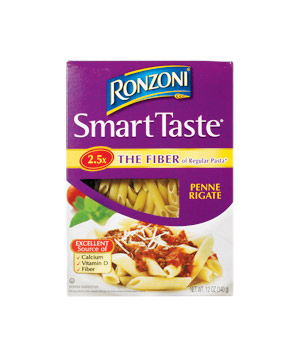 RONZONI
Smart Taste®
2.5x THE FIBER of Regular Pasta*
PENNE
RIGATE
EXCELLENT
Source of
✓ Calcium
✓ Vitamin D
✓ Fiber
NET WT. 12 OZ (340 g)